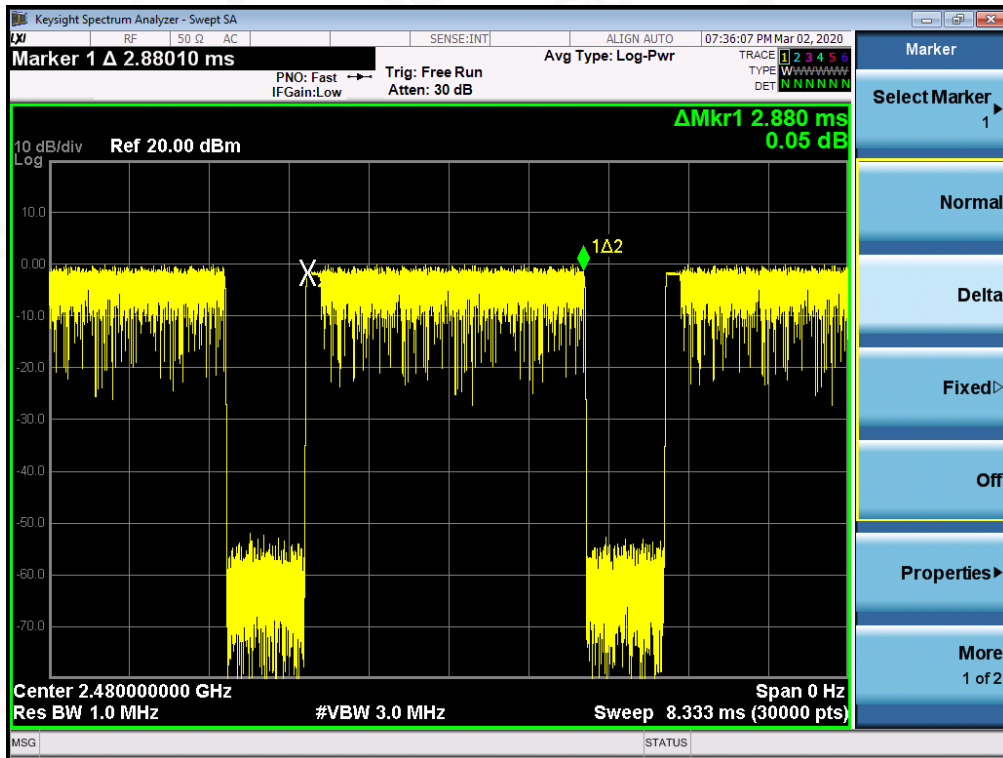 Keysight Spectrum Analyzer - Swept SA
LXI RF 50 Ω AC SENSE:INT ALIGN AUTO 07:36:07 PM Mar 02, 2020
Marker 1 Δ 2.88010 ms
PNO: Fast
IFGain:Low
Trig: Free Run
Atten: 30 dB
Avg Type: Log-Pwr
TRACE 1 2 3 4 5 6
TYPE WWWWWW
DET N N N N N N
ΔMkr1 2.880 ms
0.05 dB
10 dB/div Ref 20.00 dBm
Log
10.0
0.00
-10.0
-20.0
-30.0
-40.0
-50.0
-60.0
-70.0
X
1Δ2
Center 2.480000000 GHz Span 0 Hz
Res BW 1.0 MHz #VBW 3.0 MHz Sweep 8.333 ms (30000 pts)
MSG STATUS
Marker
Select Marker
1
Normal
Delta
Fixed
Off
Properties
More
1 of 2